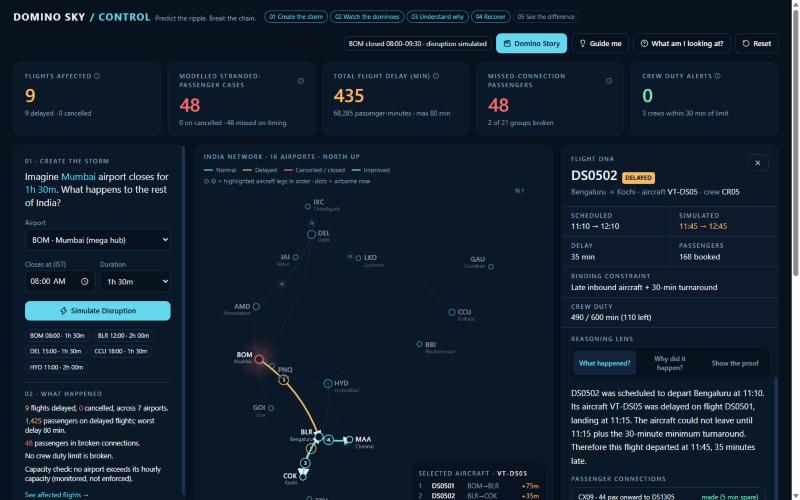 DOMINO SKY / CONTROL Predict the ripple. Break the chain.
01 Create the storm 02 Watch the dominoes 03 Understand why 04 Recover 05 See the difference
BOM closed 08:00–09:30 · disruption simulated
Domino Story
Guide me
What am I looking at?
Reset
FLIGHTS AFFECTED
9
9 delayed · 0 cancelled
MODELLED STRANDED-
PASSENGER CASES
48
0 on cancelled · 48 missed on timing
TOTAL FLIGHT DELAY (MIN)
435
68,285 passenger-minutes · max 80 min
MISSED-CONNECTION
PASSENGERS
48
2 of 21 groups broken
CREW DUTY ALERTS
0
3 crews within 30 min of limit
01 · CREATE THE STORM
Imagine Mumbai airport closes for
1h 30m. What happens to the rest
of India?
Airport
BOM · Mumbai (mega hub)
Closes at (IST)
Duration
08:00 AM
1h 30m
Simulate Disruption
BOM 08:00 · 1h 30m
BLR 12:00 · 2h 00m
DEL 15:00 · 1h 30m
CCU 18:00 · 1h 30m
HYD 11:00 · 2h 00m
02 · WHAT HAPPENED
9 flights delayed, 0 cancelled, across 7 airports.
1,425 passengers on delayed flights; worst
delay 80 min.
48 passengers in broken connections.
No crew duty limit is broken.
Capacity check: no airport exceeds its hourly
capacity (monitored, not enforced).
See affected flights →
INDIA NETWORK · 16 AIRPORTS · NORTH UP
Normal Delayed Cancelled / closed Improved
= highlighted aircraft legs in order · dots = airborne now
N↑
IXC
Chandigarh
DEL
Delhi
JAI
Jaipur
LKO
Lucknow
GAU
Guwahati
AMD
Ahmedabad
CCU
Kolkata
BBI
Bhubaneswar
BOM
Mumbai
PNQ
1
HYD
Hyderabad
GOI
Goa
BLR
Bengaluru
4
MAA
Chennai
2
3
COK
Kochi
SELECTED AIRCRAFT · VT-DS05
1 DS0501 BOM→BLR +75m
2 DS0502 BLR→COK +35m
FLIGHT DNA
DS0502 DELAYED
Bengaluru → Kochi · aircraft VT-DS05 · crew CR05
SCHEDULED
11:10 → 12:10
SIMULATED
11:45 → 12:45
DELAY
35 min
PASSENGERS
168 booked
BINDING CONSTRAINT
Late inbound aircraft + 30-min turnaround
CREW DUTY
490 / 600 min (110 left)
REASONING LENS
What happened?
Why did it
happen?
Show the proof
DS0502 was scheduled to depart Bengaluru at 11:10.
Its aircraft VT-DS05 was delayed on flight DS0501,
landing at 11:15. The aircraft could not leave until
11:15 plus the 30-minute minimum turnaround.
Therefore this flight departed at 11:45, 35 minutes
late.
PASSENGER CONNECTIONS
CX09 · 44 pax onward to DS1305 made (5 min spare)